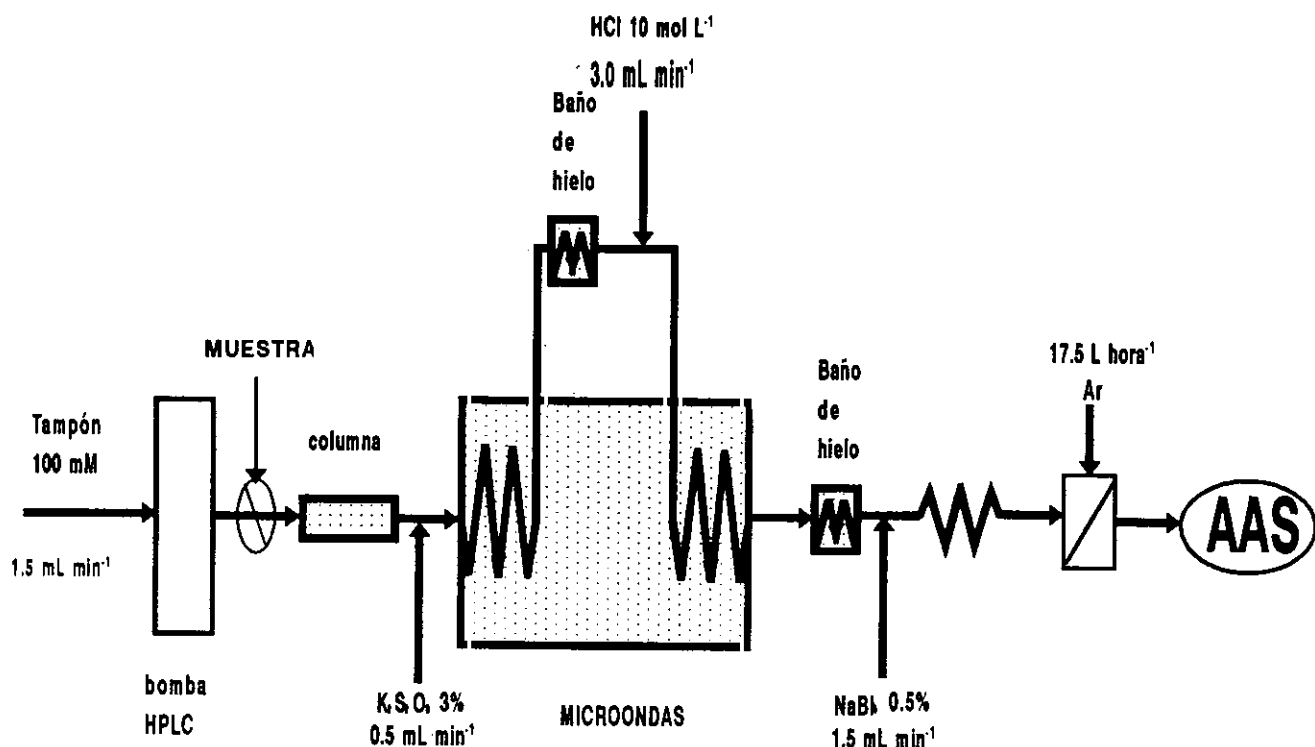 HCl 10 mol L⁻¹
3.0 mL min⁻¹
Baño
de
hielo
MUESTRA
17.5 L hora⁻¹
Ar
Baño
de
hielo
Tampón
100 mM
columna
AAS
1.5 mL min⁻¹
bomba
HPLC
K₂S₂O₈ 3%
0.5 mL min⁻¹
MICROONDAS
NaBH₄ 0.5%
1.5 mL min⁻¹